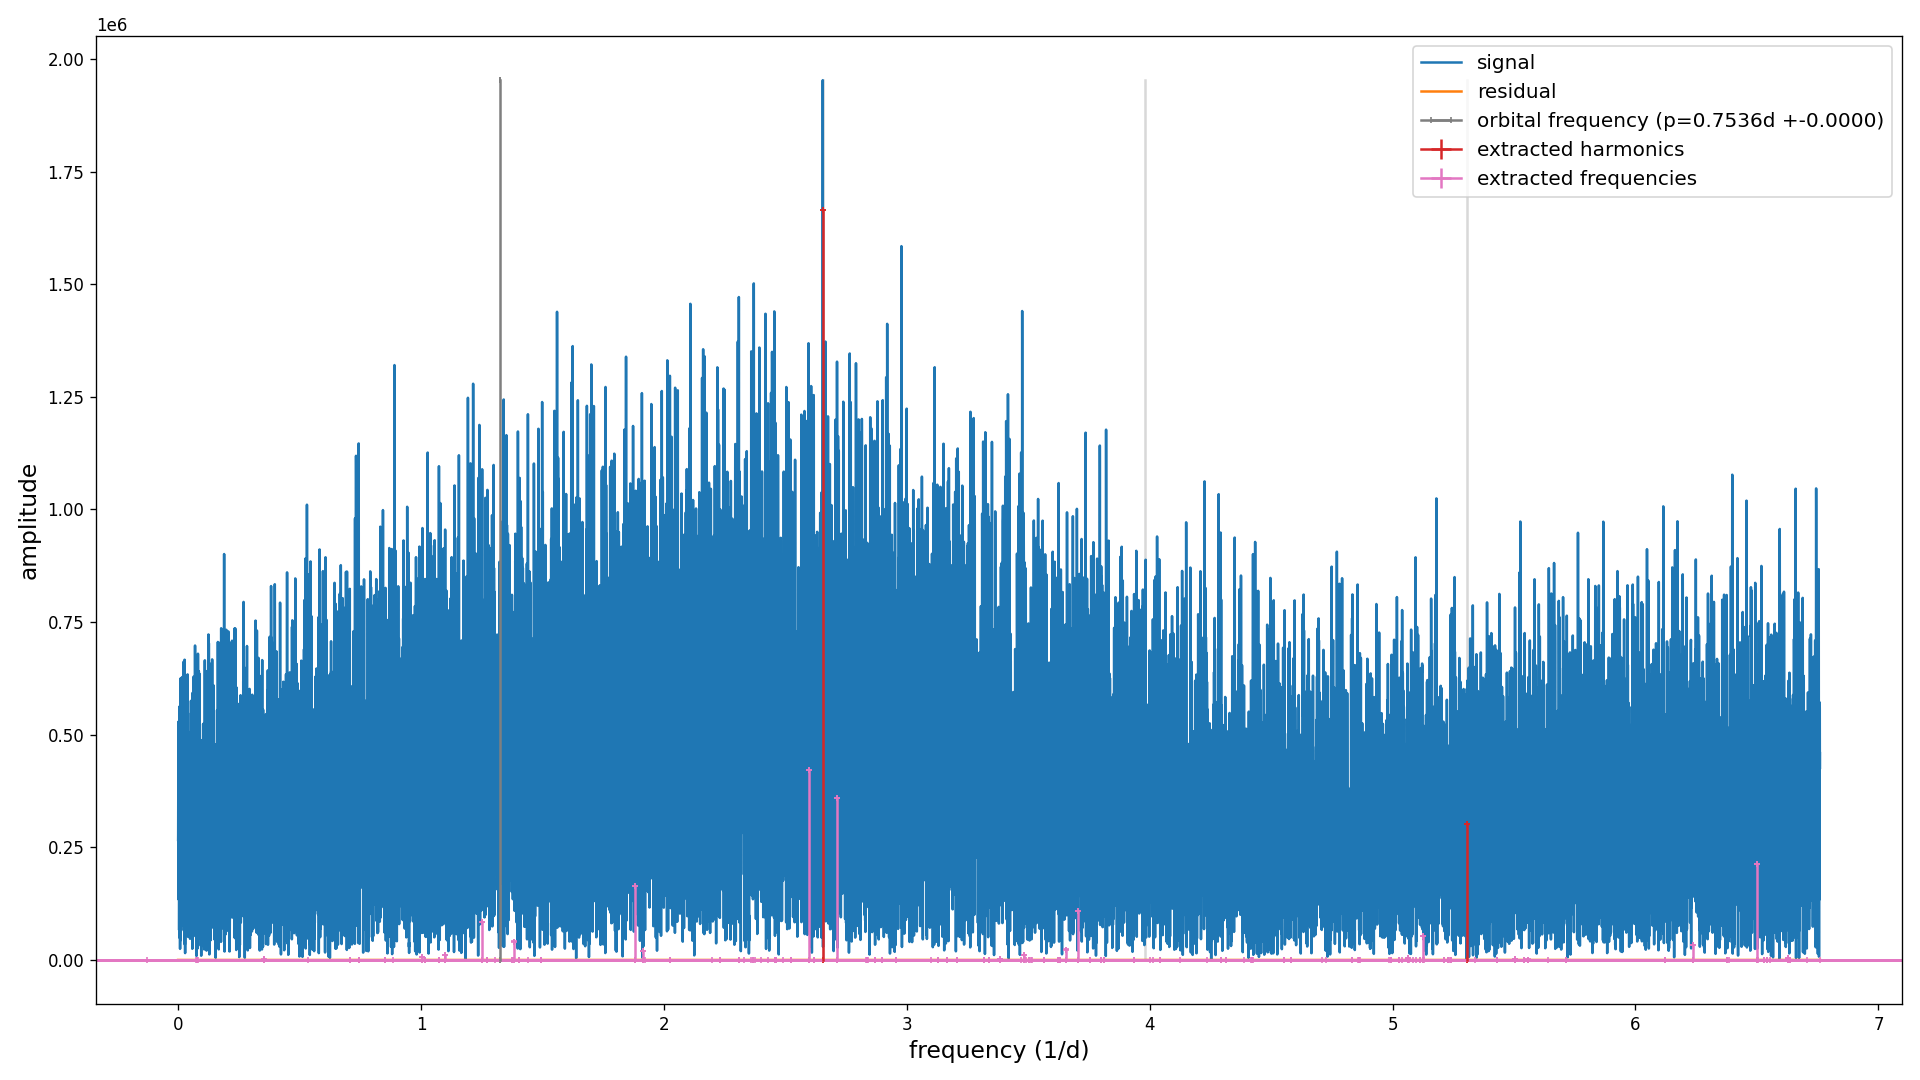 1e6
2.00
1.75
1.50
1.25
1.00
0.75
0.50
0.25
0.00
amplitude
signal
residual
orbital frequency (p=0.7536d +-0.0000)
extracted harmonics
extracted frequencies
0 1 2 3 4 5 6 7
frequency (1/d)